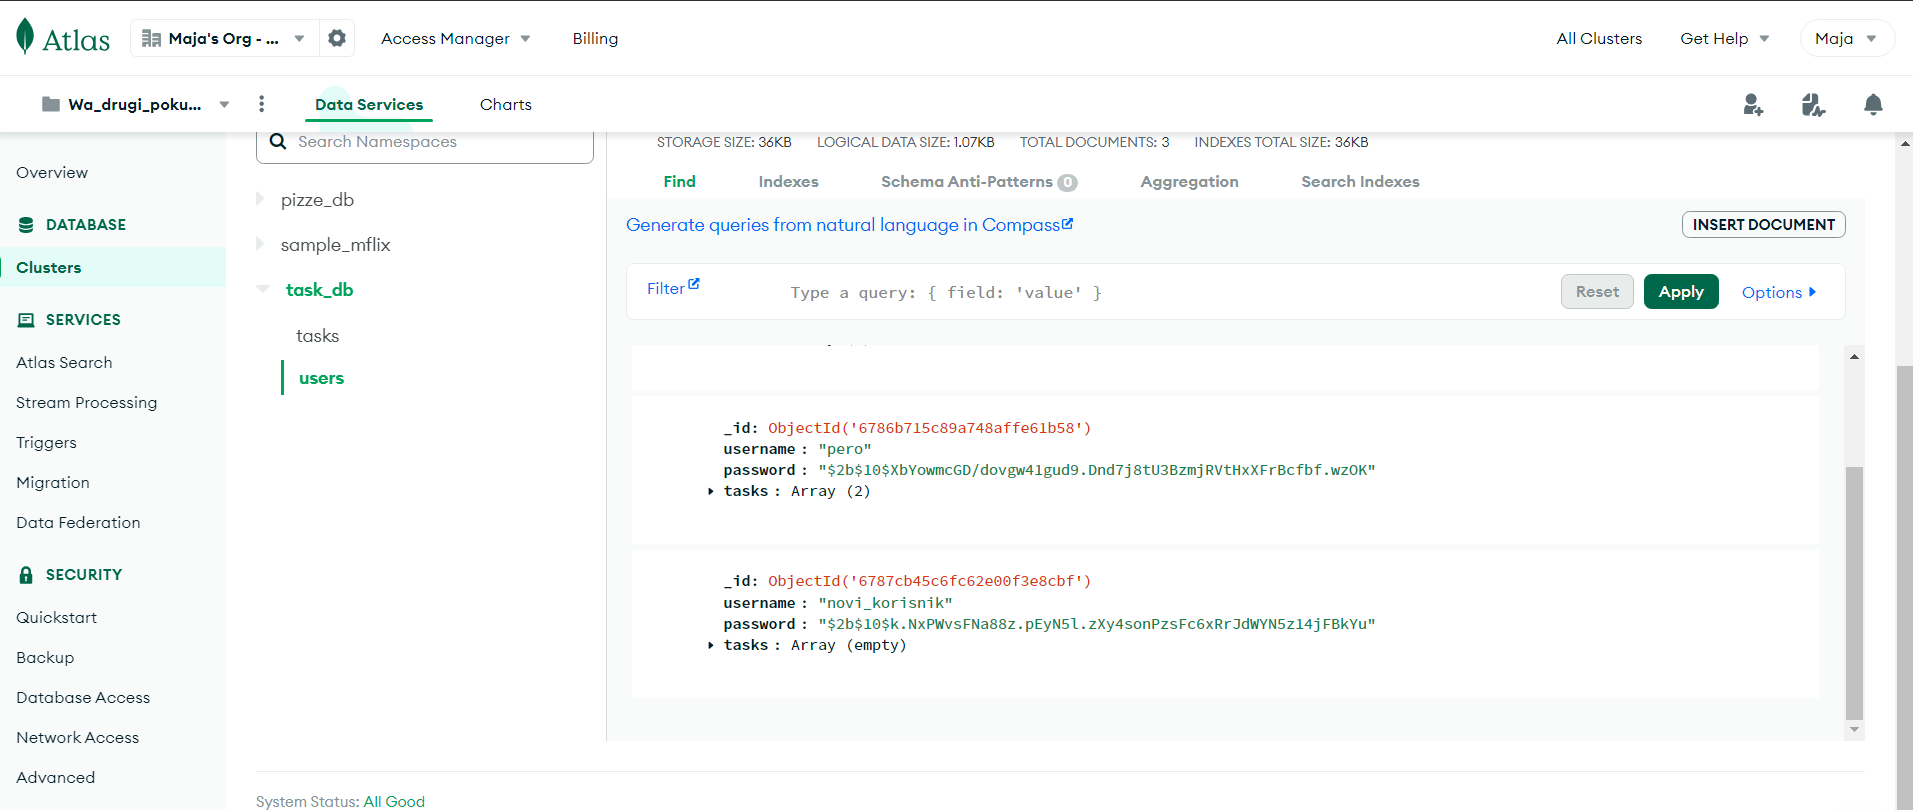 Atlas
Maja's Org - ...
Access Manager
Billing
All Clusters
Get Help
Maja
Wa_drugi_poku...
Data Services
Charts
Overview
DATABASE
Clusters
SERVICES
Atlas Search
Stream Processing
Triggers
Migration
Data Federation
SECURITY
Quickstart
Backup
Database Access
Network Access
Advanced
Search Namespaces
pizze_db
sample_mflix
task_db
tasks
users
STORAGE SIZE: 36KB LOGICAL DATA SIZE: 1.07KB TOTAL DOCUMENTS: 3 INDEXES TOTAL SIZE: 36KB
Find Indexes Schema Anti-Patterns 0 Aggregation Search Indexes
Generate queries from natural language in Compass
INSERT DOCUMENT
Filter Type a query: { field: 'value' } Reset Apply Options
_id: ObjectId('6786b715c89a748affe61b58')
username : "pero"
password : "$2b$10$XbYowmcGD/dovgw41gud9.Dnd7j8tU3BzmjRVtHxXFrBcfbf.wzOK"
tasks : Array (2)
_id: ObjectId('6787cb45c6fc62e00f3e8cbf')
username : "novi_korisnik"
password : "$2b$10$k.NxPWvsFNa88z.pEyN5l.zXy4sonPzsFc6xRrJdWYN5z14jFBkYu"
tasks : Array (empty)
System Status: All Good